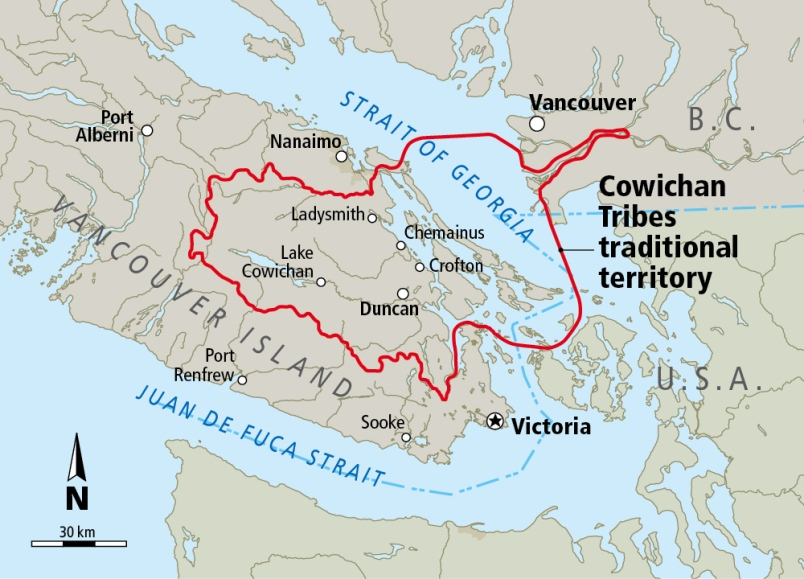 Port
Alberni
Nanaimo
STRAIT OF GEORGIA
Vancouver
B.C.
Cowichan
Tribes
traditional
territory
Ladysmith
Chemainus
Lake
Cowichan
Crofton
Duncan
VANCOUVER ISLAND
Port
Renfrew
U.S.A.
JUAN DE FUCA STRAIT
Sooke
Victoria
N
30 km